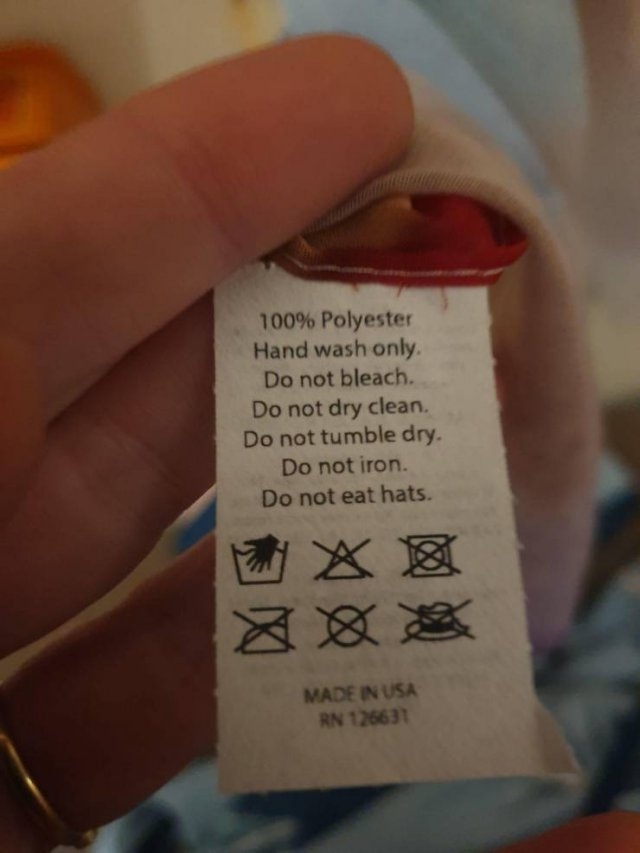 100% Polyester
Hand wash only.
Do not bleach.
Do not dry clean.
Do not tumble dry.
Do not iron.
Do not eat hats.
MADE IN USA
RN 126631